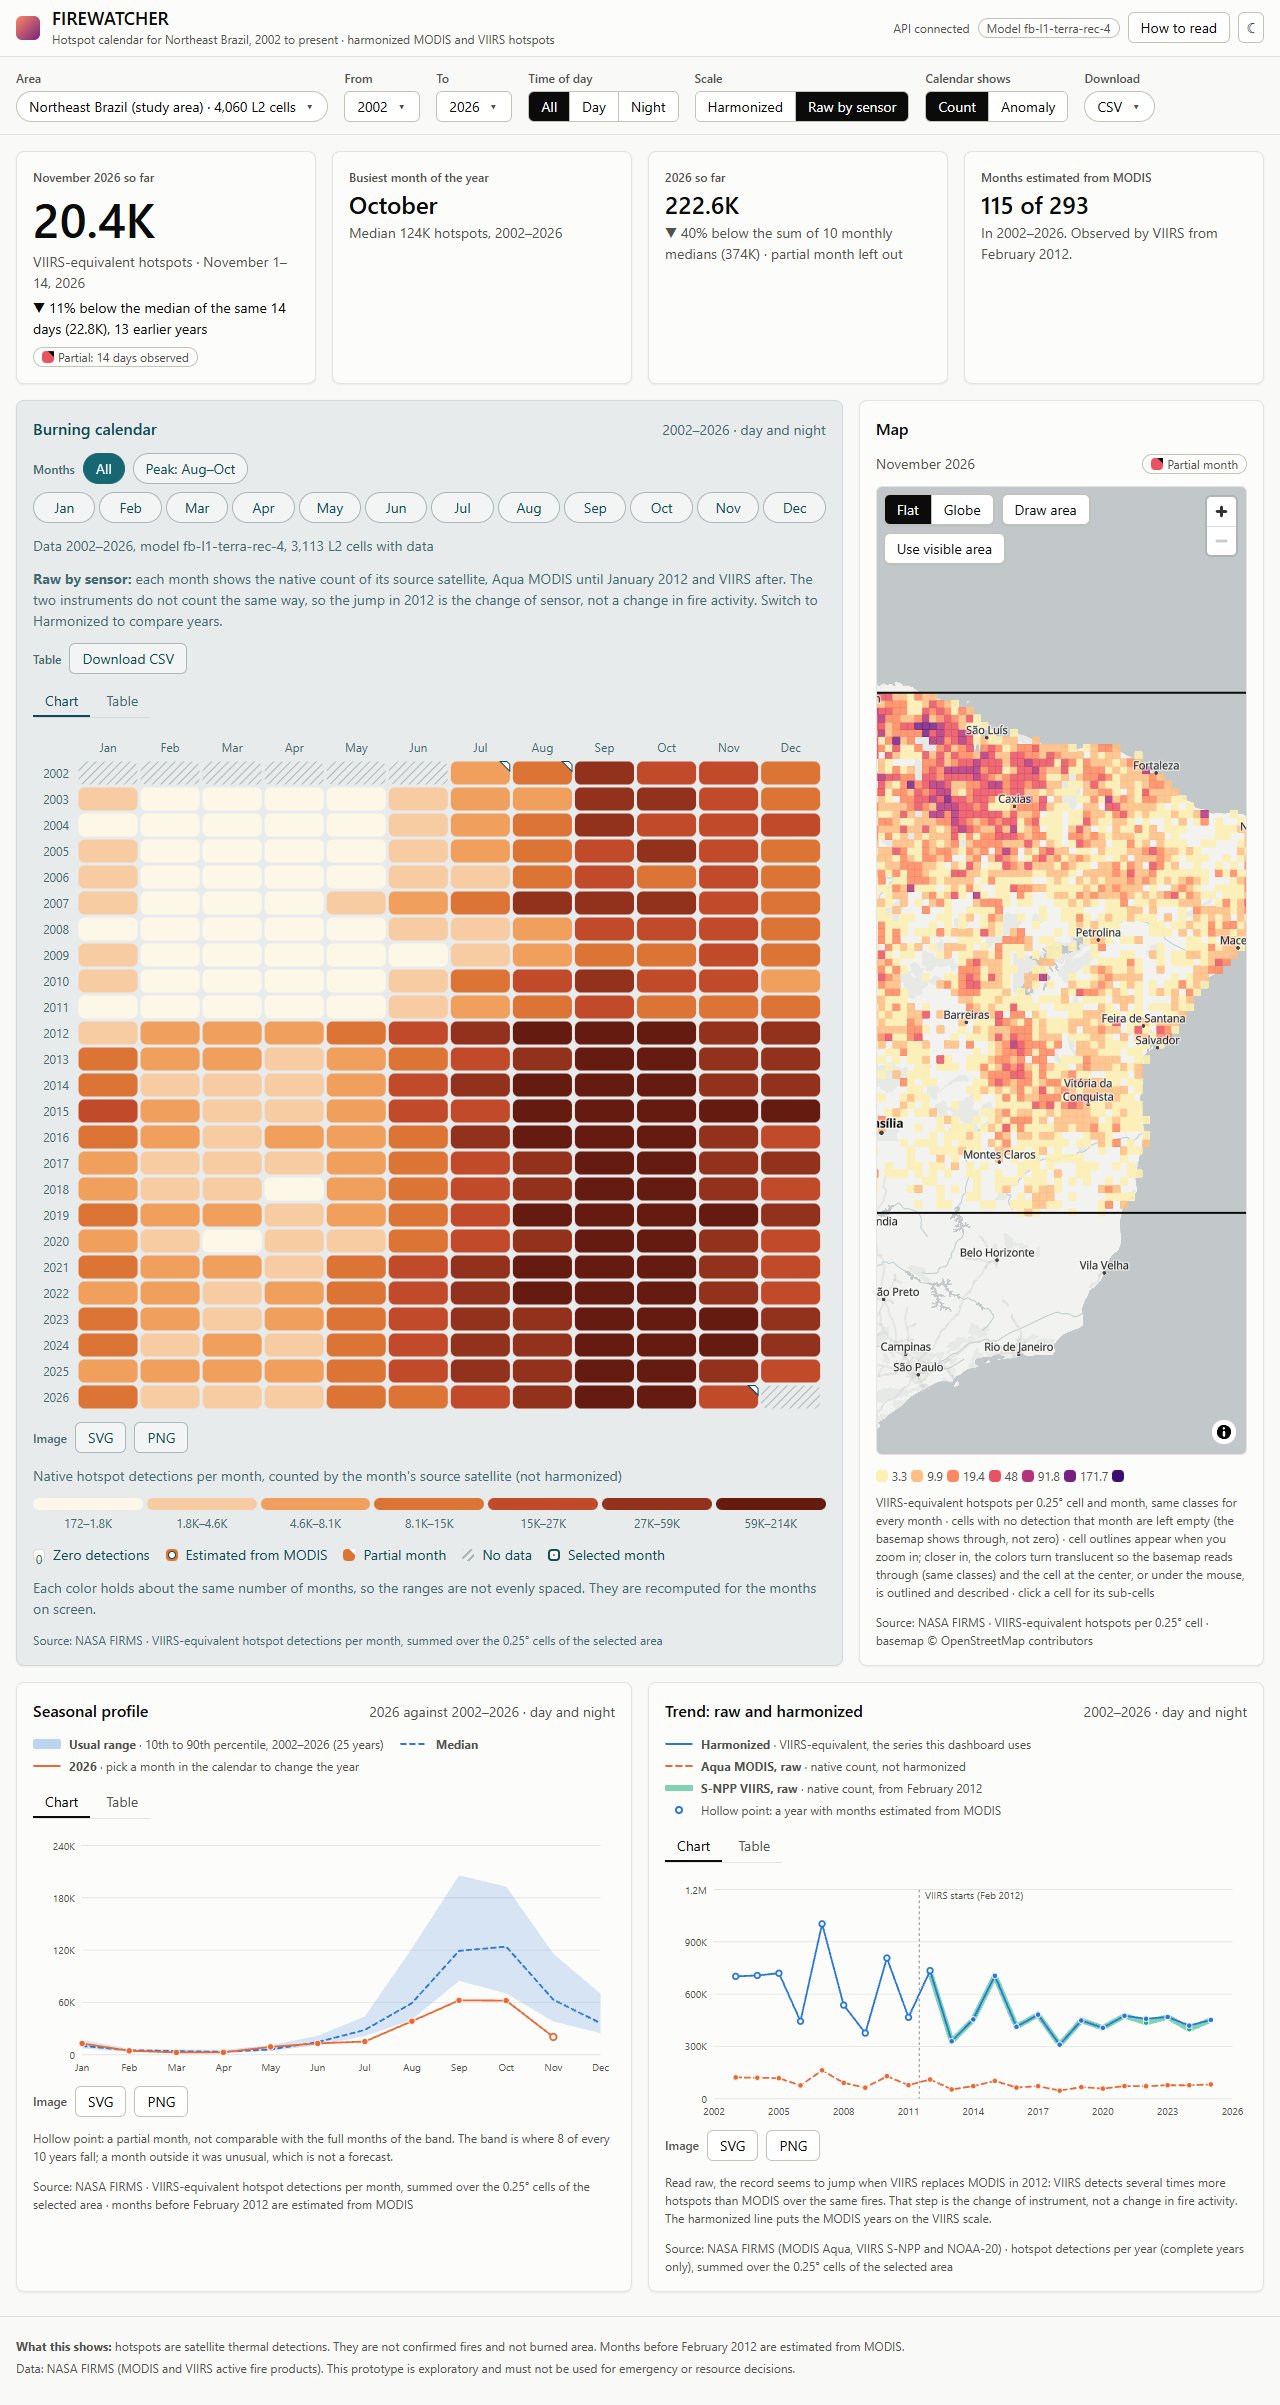 FIREWATCHER
Hotspot calendar for Northeast Brazil, 2002 to present · harmonized MODIS and VIIRS hotspots
API connected
Model fb-l1-terra-rec-4
How to read
Area
From
To
Time of day
Scale
Calendar shows
Download
Northeast Brazil (study area) · 4,060 L2 cells
2002
2026
All Day Night
Harmonized Raw by sensor
Count Anomaly
CSV
November 2026 so far
20.4K
VIIRS-equivalent hotspots · November 1–
14, 2026
▼ 11% below the median of the same 14
days (22.8K), 13 earlier years
Partial: 14 days observed
Busiest month of the year
October
Median 124K hotspots, 2002–2026
2026 so far
222.6K
▼ 40% below the sum of 10 monthly
medians (374K) · partial month left out
Months estimated from MODIS
115 of 293
In 2002–2026. Observed by VIIRS from
February 2012.
Burning calendar
2002–2026 · day and night
Months All Peak: Aug–Oct
Jan Feb Mar Apr May Jun Jul Aug Sep Oct Nov Dec
Data 2002–2026, model fb-l1-terra-rec-4, 3,113 L2 cells with data
Raw by sensor: each month shows the native count of its source satellite, Aqua MODIS until January 2012 and VIIRS after. The
two instruments do not count the same way, so the jump in 2012 is the change of sensor, not a change in fire activity. Switch to
Harmonized to compare years.
Table Download CSV
Chart Table
Jan Feb Mar Apr May Jun Jul Aug Sep Oct Nov Dec
2002
2003
2004
2005
2006
2007
2008
2009
2010
2011
2012
2013
2014
2015
2016
2017
2018
2019
2020
2021
2022
2023
2024
2025
2026
Image SVG PNG
Native hotspot detections per month, counted by the month's source satellite (not harmonized)
172–1.8K 1.8K–4.6K 4.6K–8.1K 8.1K–15K 15K–27K 27K–59K 59K–214K
0 Zero detections Estimated from MODIS Partial month No data Selected month
Each color holds about the same number of months, so the ranges are not evenly spaced. They are recomputed for the months
on screen.
Source: NASA FIRMS · VIIRS-equivalent hotspot detections per month, summed over the 0.25° cells of the selected area
Map
November 2026
Partial month
Flat Globe Draw area
Use visible area
+
−
São Luís
Fortaleza
Caxias
N
Petrolina
Mace
Barreiras
Feira de Santana
Salvador
Vitória da
Conquista
sília
Montes Claros
ndia
Belo Horizonte
Vila Velha
ão Preto
Campinas
Rio de Janeiro
São Paulo
3.3 9.9 19.4 48 91.8 171.7
VIIRS-equivalent hotspots per 0.25° cell and month, same classes for
every month · cells with no detection that month are left empty (the
basemap shows through, not zero) · cell outlines appear when you
zoom in; closer in, the colors turn translucent so the basemap reads
through (same classes) and the cell at the center, or under the mouse,
is outlined and described · click a cell for its sub-cells
Source: NASA FIRMS · VIIRS-equivalent hotspots per 0.25° cell ·
basemap © OpenStreetMap contributors
Seasonal profile
2026 against 2002–2026 · day and night
Usual range · 10th to 90th percentile, 2002–2026 (25 years) Median
2026 · pick a month in the calendar to change the year
Chart Table
240K
180K
120K
60K
0
Jan Feb Mar Apr May Jun Jul Aug Sep Oct Nov Dec
Image SVG PNG
Hollow point: a partial month, not comparable with the full months of the band. The band is where 8 of every
10 years fall; a month outside it was unusual, which is not a forecast.
Source: NASA FIRMS · VIIRS-equivalent hotspot detections per month, summed over the 0.25° cells of the
selected area · months before February 2012 are estimated from MODIS
Trend: raw and harmonized
2002–2026 · day and night
Harmonized · VIIRS-equivalent, the series this dashboard uses
Aqua MODIS, raw · native count, not harmonized
S-NPP VIIRS, raw · native count, from February 2012
Hollow point: a year with months estimated from MODIS
Chart Table
1.2M
900K
600K
300K
0
VIIRS starts (Feb 2012)
2002 2005 2008 2011 2014 2017 2020 2023 2026
Image SVG PNG
Read raw, the record seems to jump when VIIRS replaces MODIS in 2012: VIIRS detects several times more
hotspots than MODIS over the same fires. That step is the change of instrument, not a change in fire activity.
The harmonized line puts the MODIS years on the VIIRS scale.
Source: NASA FIRMS (MODIS Aqua, VIIRS S-NPP and NOAA-20) · hotspot detections per year (complete years
only), summed over the 0.25° cells of the selected area
What this shows: hotspots are satellite thermal detections. They are not confirmed fires and not burned area. Months before February 2012 are estimated from MODIS.
Data: NASA FIRMS (MODIS and VIIRS active fire products). This prototype is exploratory and must not be used for emergency or resource decisions.